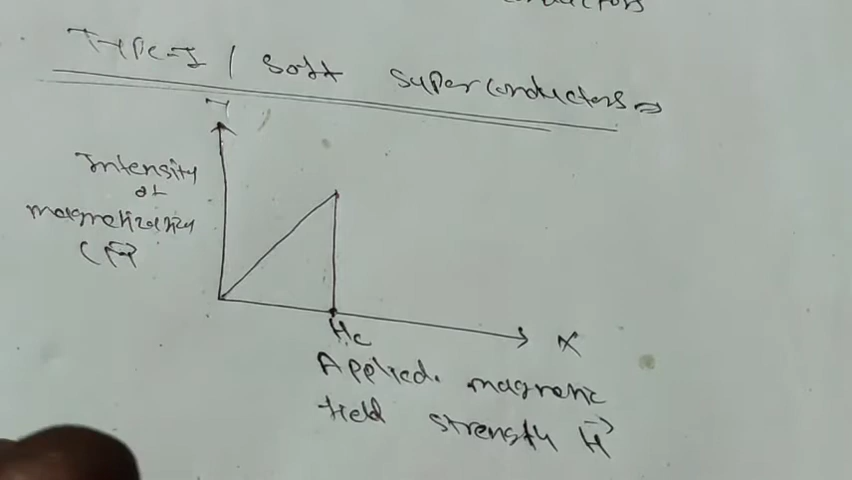 Type-I / Soft Superconductors ⇒
Y
Intensity
of
magnetization
Hc
X
Applied. magnetic
field strength H⃗